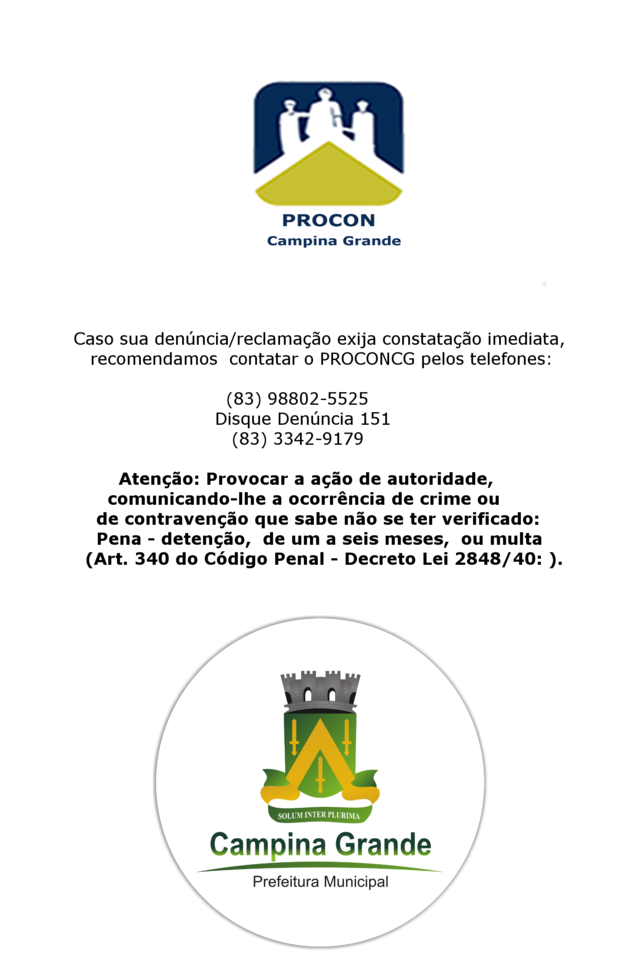 PROCON
Campina Grande
Caso sua denúncia/reclamação exija constatação imediata,
recomendamos contatar o PROCONCG pelos telefones:
(83) 98802-5525
Disque Denúncia 151
(83) 3342-9179
Atenção: Provocar a ação de autoridade,
comunicando-lhe a ocorrência de crime ou
de contravenção que sabe não se ter verificado:
Pena - detenção, de um a seis meses, ou multa
(Art. 340 do Código Penal - Decreto Lei 2848/40: ).
SOLUM INTER PLURIMA
Campina Grande
Prefeitura Municipal